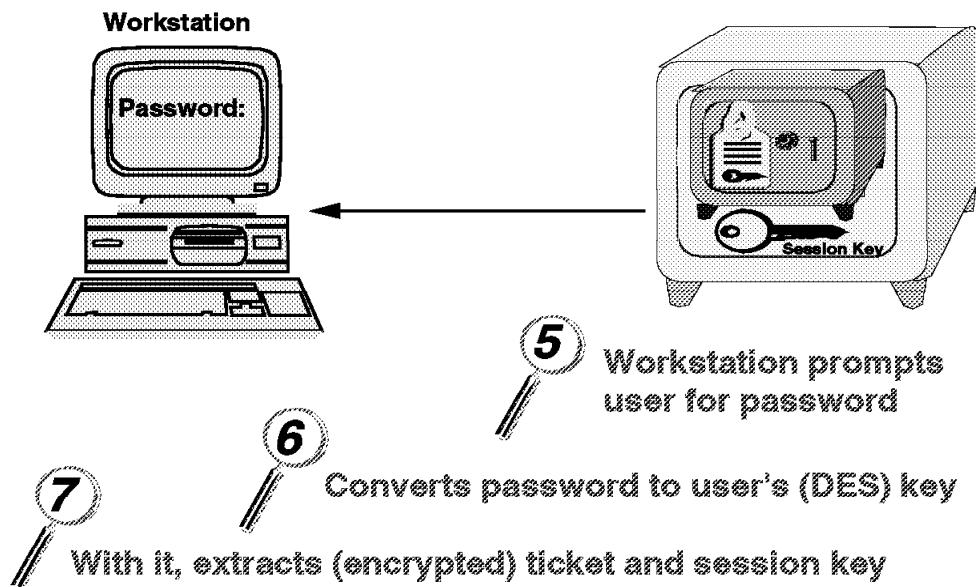 Workstation
Password:
Session Key
5
Workstation prompts
user for password
6
Converts password to user's (DES) key
7
With it, extracts (encrypted) ticket and session key